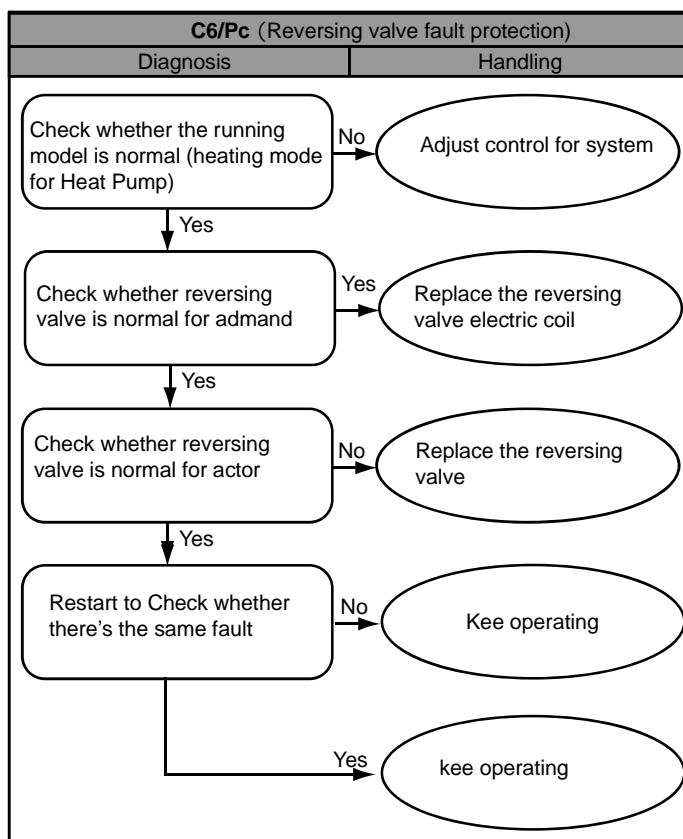 C6/Pc（Reversing valve fault protection)
Diagnosis
Handling
Check whether the running
model is normal (heating mode
for Heat Pump)
No
Adjust control for system
Yes
Check whether reversing
valve is normal for admand
Yes
Replace the reversing
valve electric coil
Yes
Check whether reversing
valve is normal for actor
No
Replace the reversing
valve
Yes
Restart to Check whether
there's the same fault
No
Kee operating
Yes
kee operating